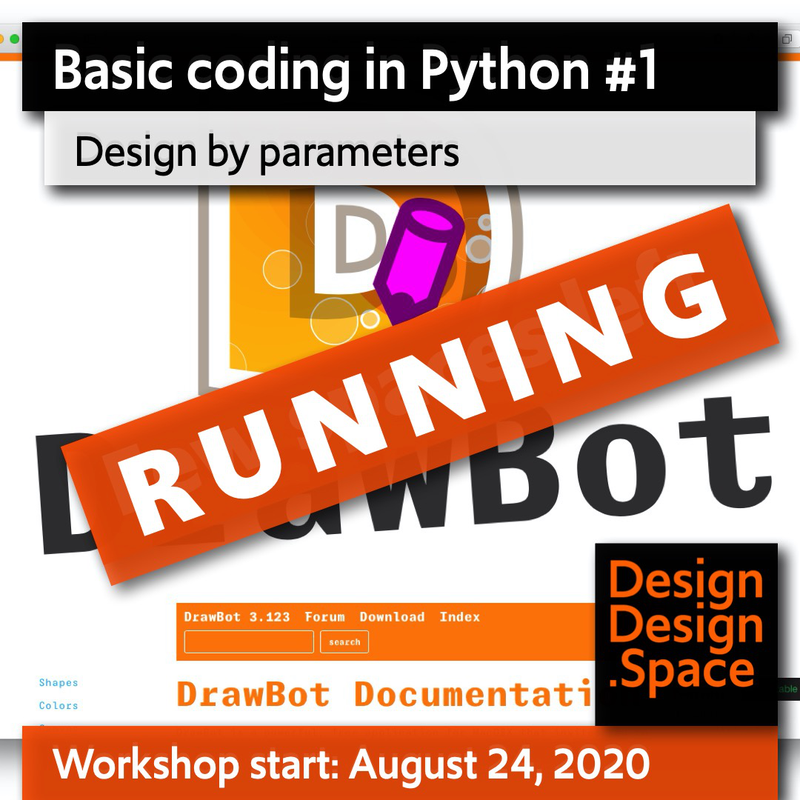 Basic coding in Python #1
Design by parameters
D
RUNNING
DrawBot
DrawBot 3.123 Forum Download Index
search
Shapes
Colors
DrawBot Documentati
Design
Design
.Space
able
Workshop start: August 24, 2020